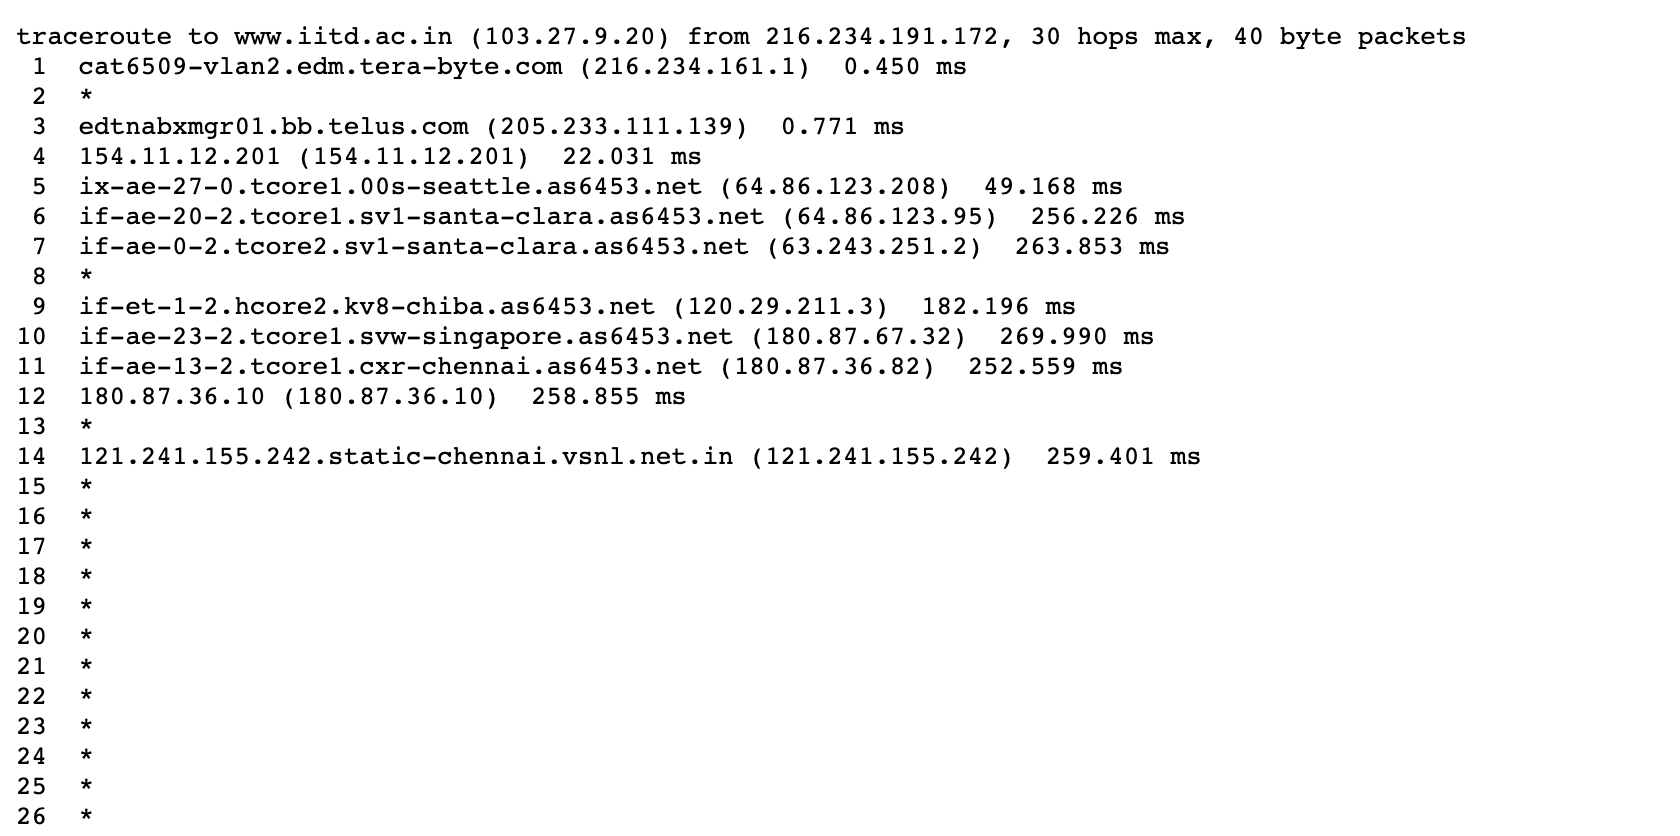 traceroute to www.iitd.ac.in (103.27.9.20) from 216.234.191.172, 30 hops max, 40 byte packets
1 cat6509-vlan2.edm.tera-byte.com (216.234.161.1) 0.450 ms
2 *
3 edtnabxmgr01.bb.telus.com (205.233.111.139) 0.771 ms
4 154.11.12.201 (154.11.12.201) 22.031 ms
5 ix-ae-27-0.tcore1.00s-seattle.as6453.net (64.86.123.208) 49.168 ms
6 if-ae-20-2.tcore1.sv1-santa-clara.as6453.net (64.86.123.95) 256.226 ms
7 if-ae-0-2.tcore2.sv1-santa-clara.as6453.net (63.243.251.2) 263.853 ms
8 *
9 if-et-1-2.hcore2.kv8-chiba.as6453.net (120.29.211.3) 182.196 ms
10 if-ae-23-2.tcore1.svw-singapore.as6453.net (180.87.67.32) 269.990 ms
11 if-ae-13-2.tcore1.cxr-chennai.as6453.net (180.87.36.82) 252.559 ms
12 180.87.36.10 (180.87.36.10) 258.855 ms
13 *
14 121.241.155.242.static-chennai.vsnl.net.in (121.241.155.242) 259.401 ms
15 *
16 *
17 *
18 *
19 *
20 *
21 *
22 *
23 *
24 *
25 *
26 *